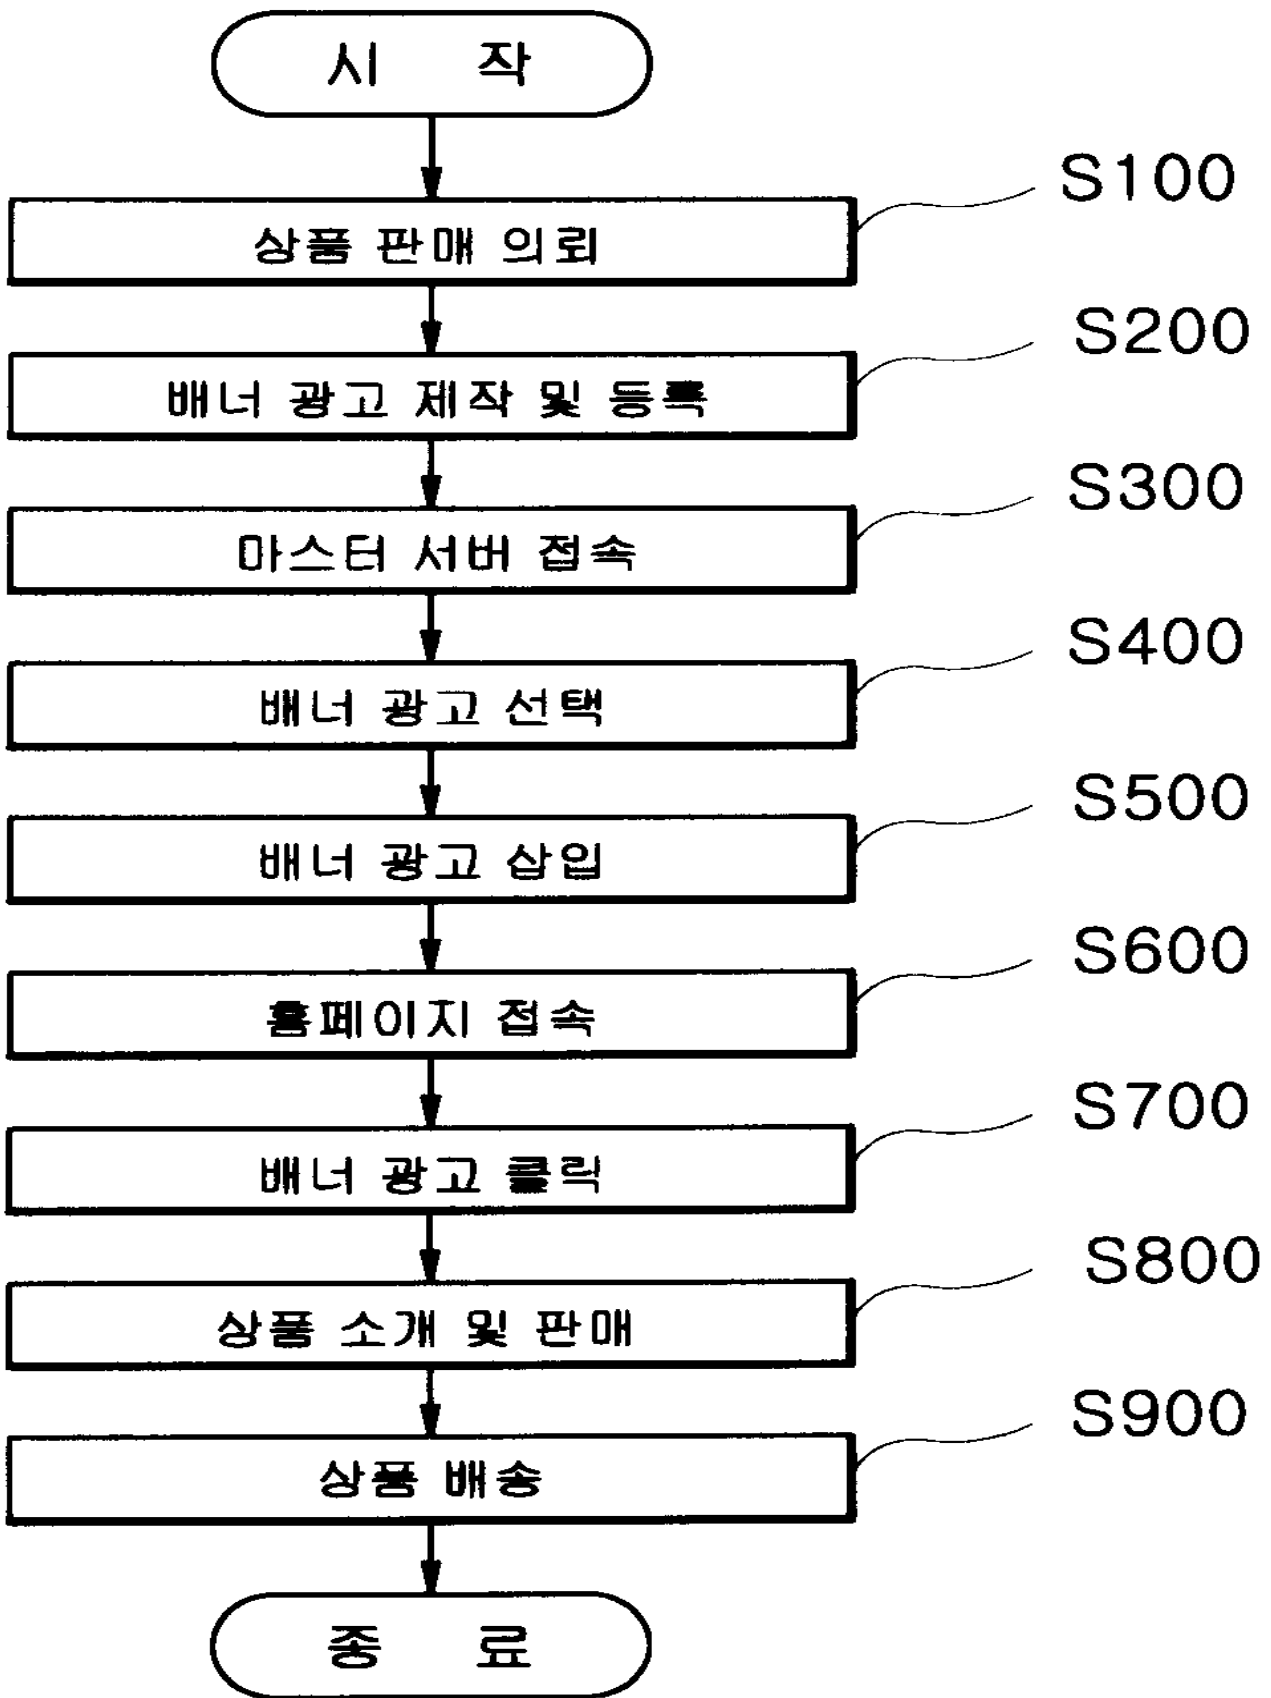 시 작
S100
상품 판매 의뢰
S200
배너 광고 제작 및 등록
S300
마스터 서버 접속
S400
배너 광고 선택
S500
배너 광고 삽입
S600
홈페이지 접속
S700
배너 광고 클릭
S800
상품 소개 및 판매
S900
상품 배송
종 료